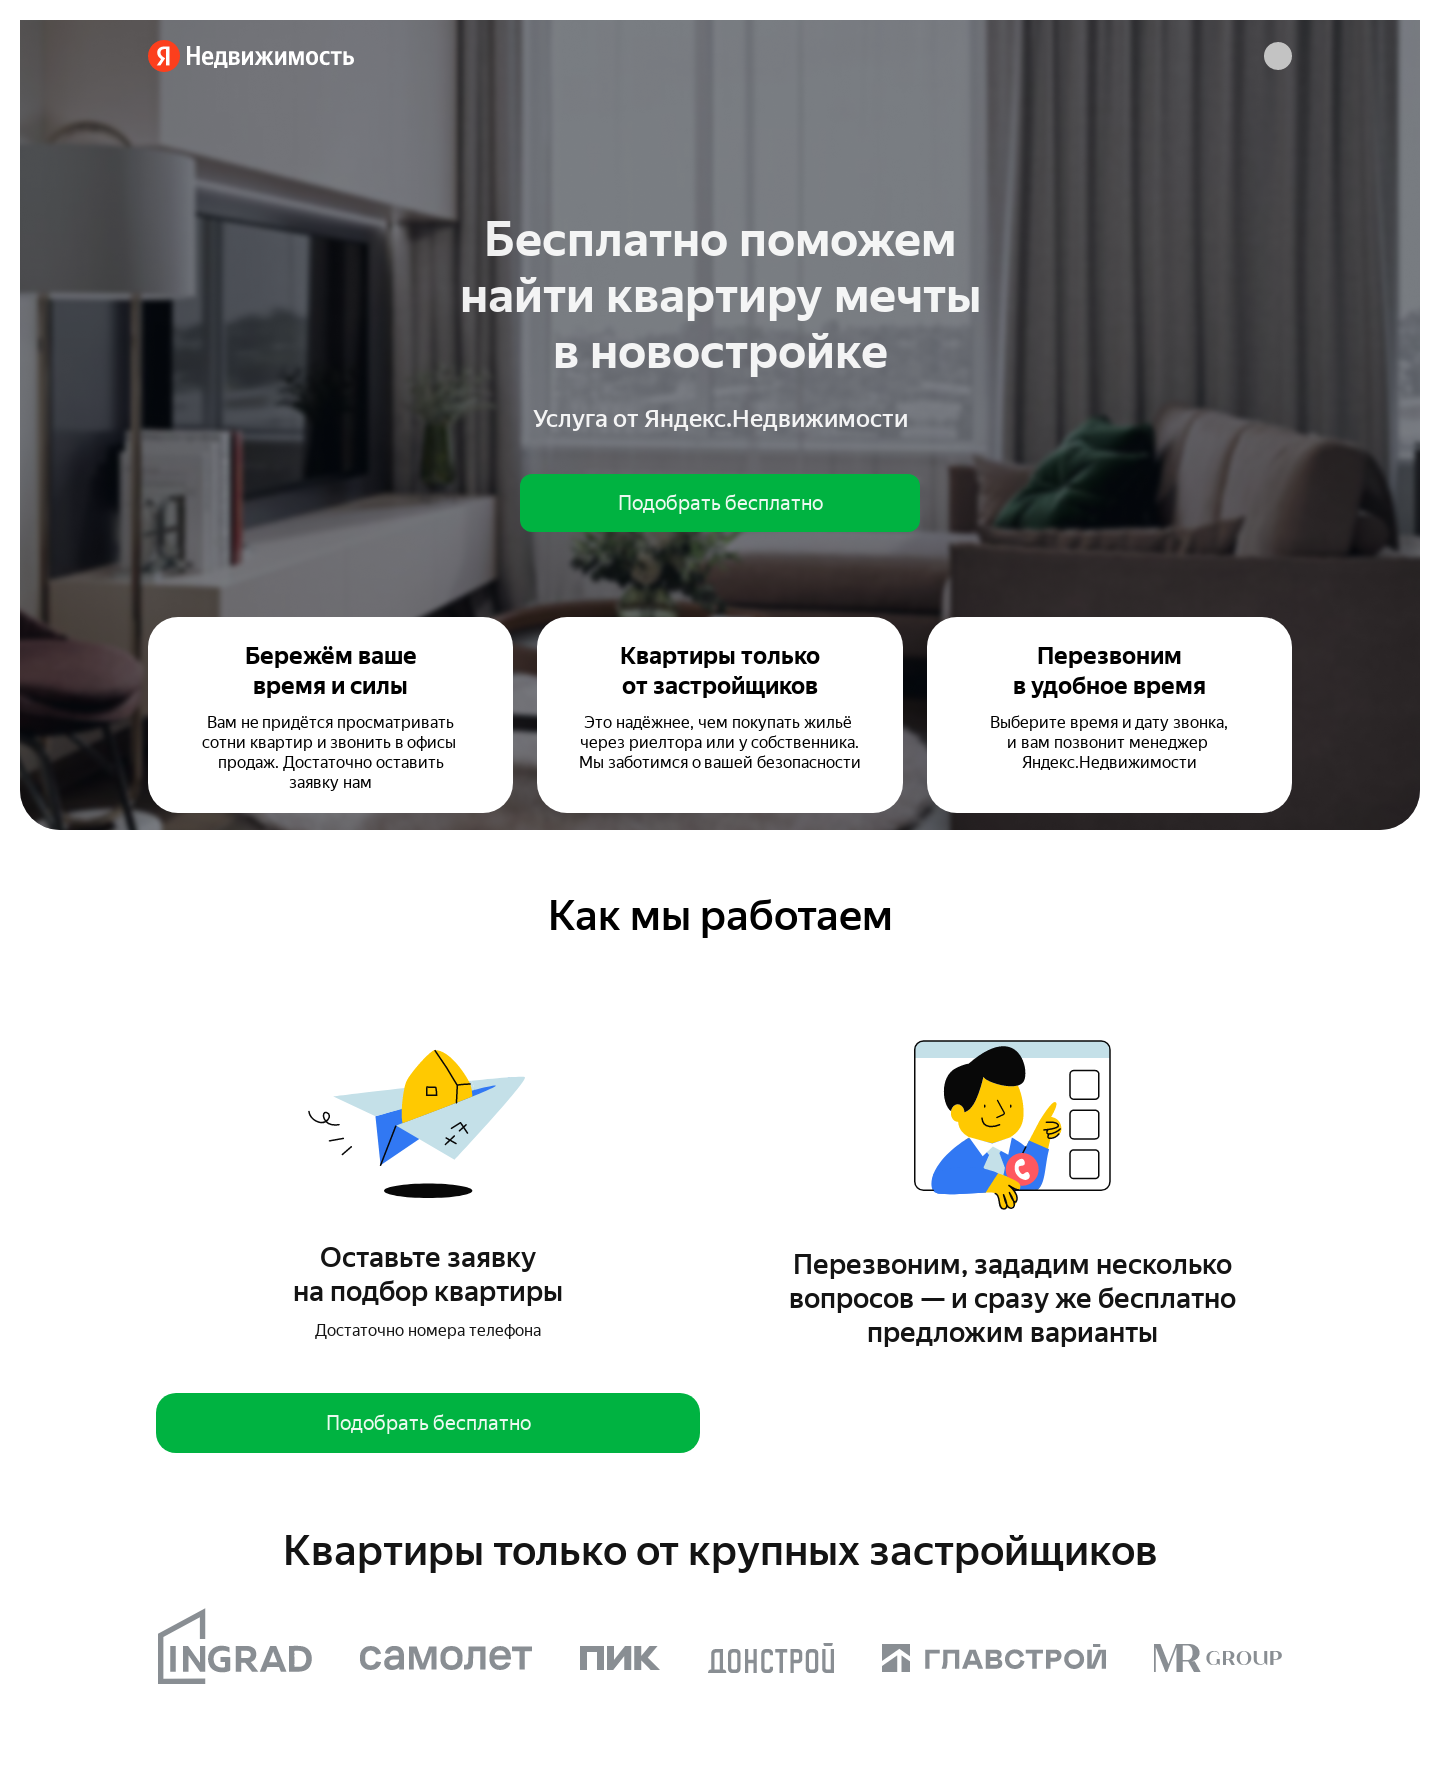 Я Недвижимость
Бесплатно поможем
найти квартиру мечты
в новостройке
Услуга от Яндекс.Недвижимости
Подобрать бесплатно
Бережём ваше
время и силы
Вам не придётся просматривать
сотни квартир и звонить в офисы
продаж. Достаточно оставить
заявку нам
Квартиры только
от застройщиков
Это надёжнее, чем покупать жильё
через риелтора или у собственника.
Мы заботимся о вашей безопасности
Перезвоним
в удобное время
Выберите время и дату звонка,
и вам позвонит менеджер
Яндекс.Недвижимости
Как мы работаем
Оставьте заявку
на подбор квартиры
Достаточно номера телефона
Подобрать бесплатно
Перезвоним, зададим несколько
вопросов — и сразу же бесплатно
предложим варианты
Квартиры только от крупных застройщиков
INGRAD
самолет
ПИК
ДОНСТРОЙ
ГЛАВСТРОЙ
MR GROUP